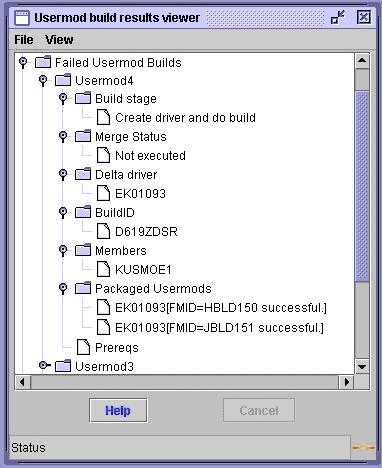 Usermod build results viewer
File View
Failed Usermod Builds
Usermod4
Build stage
Create driver and do build
Merge Status
Not executed
Delta driver
EK01093
BuildID
D619ZDSR
Members
KUSMOE1
Packaged Usermods
EK01093[FMID=HBLD150 successful.]
EK01093[FMID=JBLD151 successful.]
Prereqs
Usermod3
Help Cancel
Status